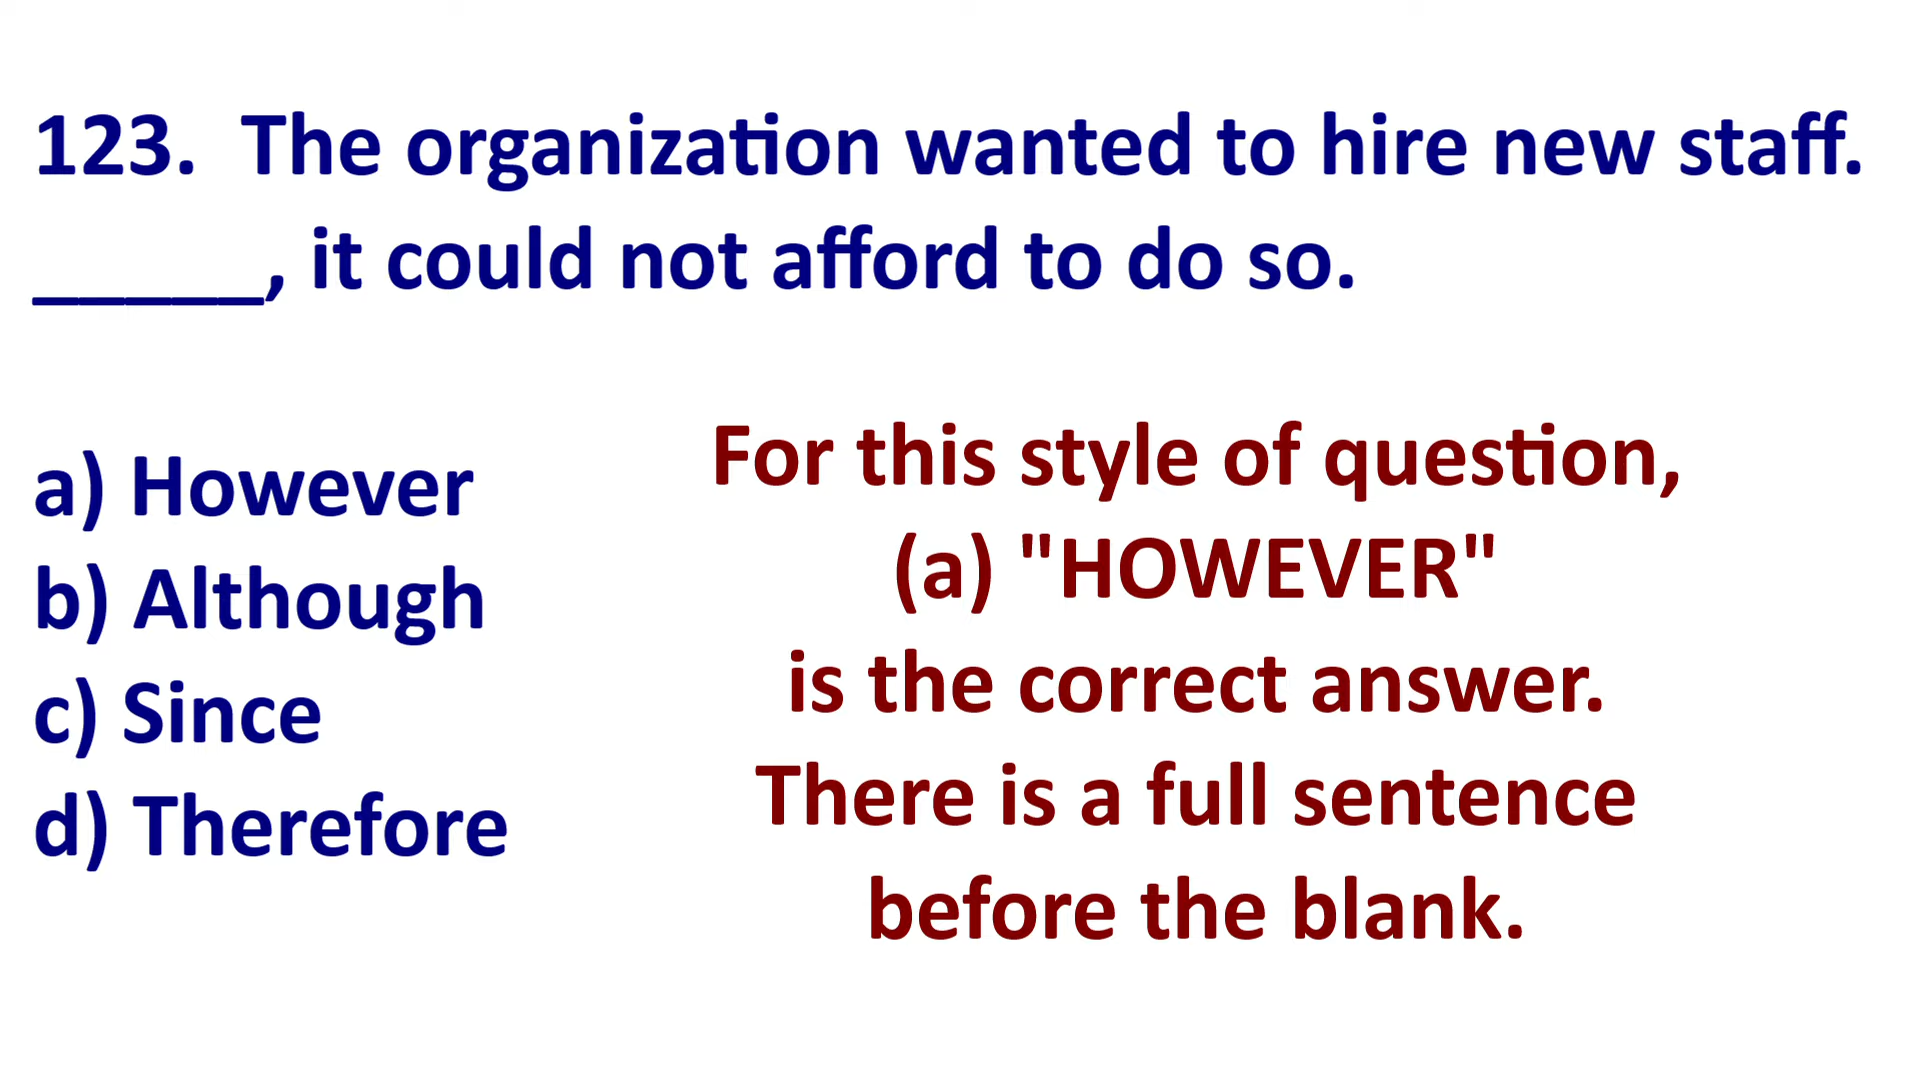 123. The organization wanted to hire new staff.
_____, it could not afford to do so.
a) However
b) Although
c) Since
d) Therefore
For this style of question,
(a) "HOWEVER"
is the correct answer.
There is a full sentence
before the blank.